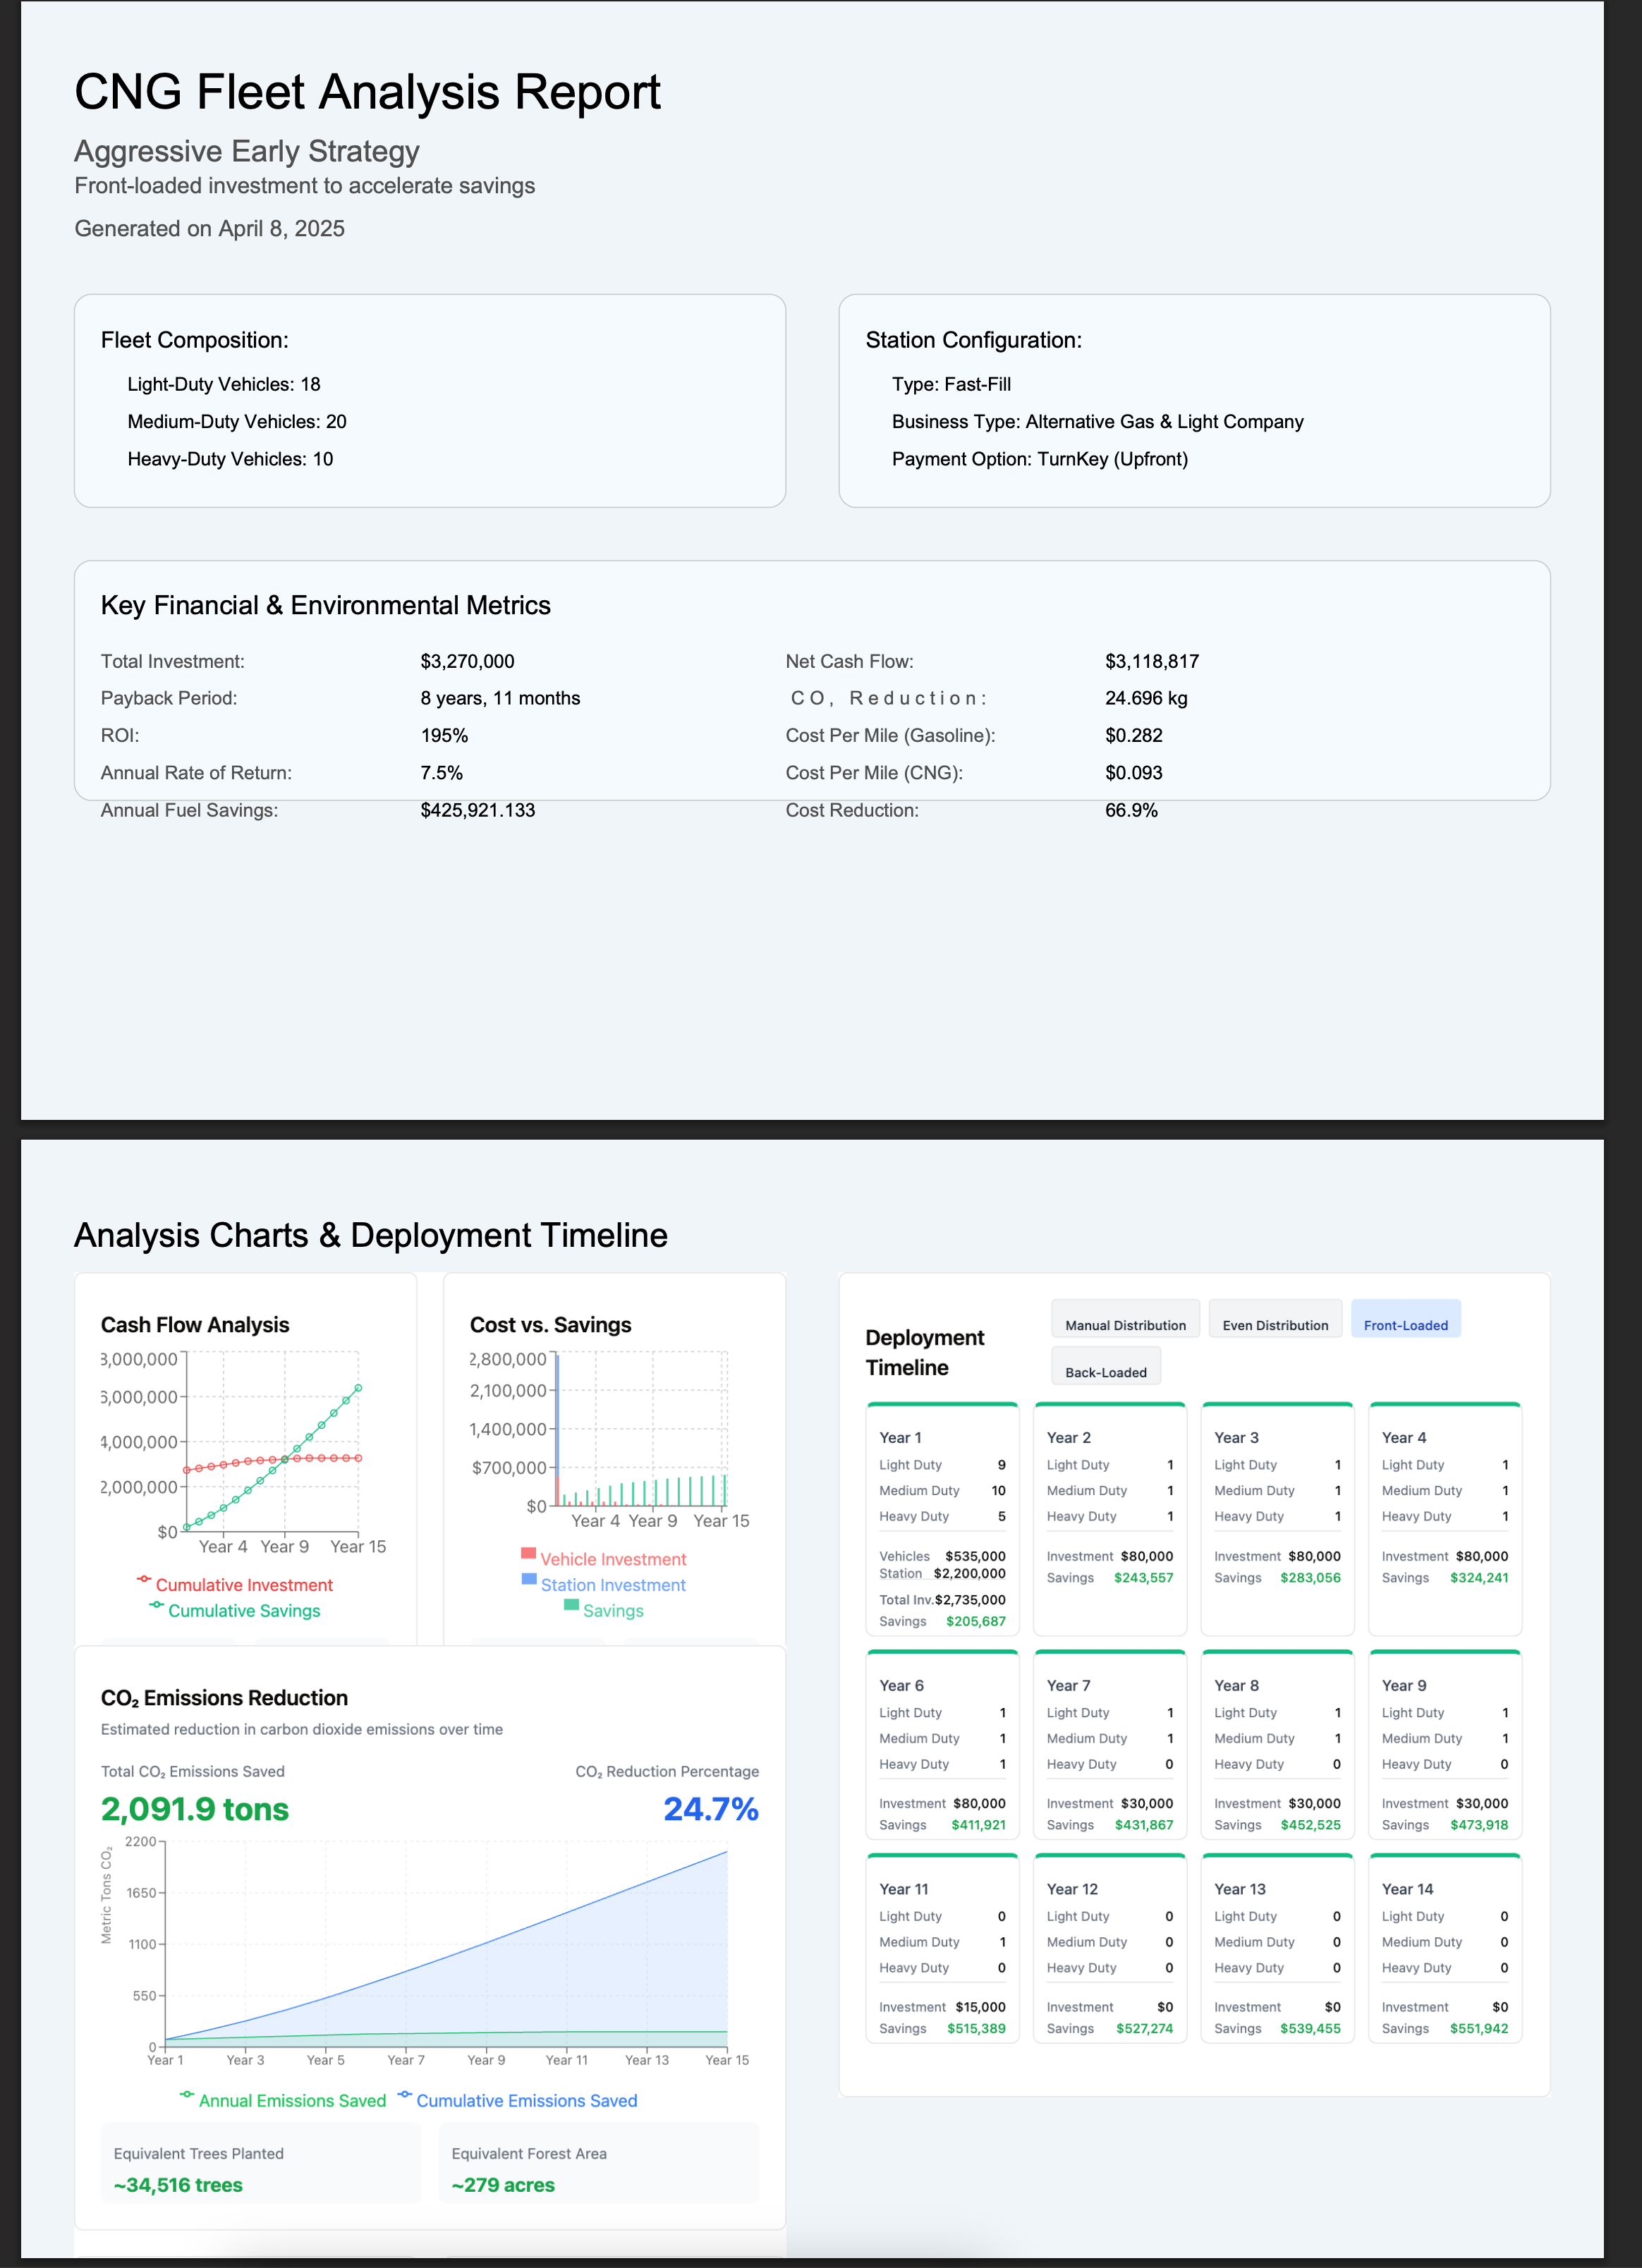 CNG Fleet Analysis Report
Aggressive Early Strategy
Front-loaded investment to accelerate savings
Generated on April 8, 2025
Fleet Composition:
Light-Duty Vehicles: 18
Medium-Duty Vehicles: 20
Heavy-Duty Vehicles: 10
Station Configuration:
Type: Fast-Fill
Business Type: Alternative Gas & Light Company
Payment Option: TurnKey (Upfront)
Key Financial & Environmental Metrics
Total Investment: $3,270,000 Net Cash Flow: $3,118,817
Payback Period: 8 years, 11 months CO, Reduction: 24.696 kg
ROI: 195% Cost Per Mile (Gasoline): $0.282
Annual Rate of Return: 7.5% Cost Per Mile (CNG): $0.093
Annual Fuel Savings: $425,921.133 Cost Reduction: 66.9%
Analysis Charts & Deployment Timeline
Cash Flow Analysis
8,000,000
6,000,000
4,000,000
2,000,000
$0
Year 4 Year 9 Year 15
Cumulative Investment
Cumulative Savings
Cost vs. Savings
2,800,000
2,100,000
1,400,000
$700,000
$0
Year 4 Year 9 Year 15
Vehicle Investment
Station Investment
Savings
CO₂ Emissions Reduction
Estimated reduction in carbon dioxide emissions over time
Total CO₂ Emissions Saved CO₂ Reduction Percentage
2,091.9 tons 24.7%
Metric Tons CO₂
2200
1650
1100
550
0
Year 1 Year 3 Year 5 Year 7 Year 9 Year 11 Year 13 Year 15
Annual Emissions Saved Cumulative Emissions Saved
Equivalent Trees Planted
~34,516 trees
Equivalent Forest Area
~279 acres
Deployment
Timeline
Manual Distribution Even Distribution Front-Loaded
Back-Loaded
Year 1
Light Duty 9
Medium Duty 10
Heavy Duty 5
Vehicles $535,000
Station $2,200,000
Total Inv. $2,735,000
Savings $205,687
Year 2
Light Duty 1
Medium Duty 1
Heavy Duty 1
Investment $80,000
Savings $243,557
Year 3
Light Duty 1
Medium Duty 1
Heavy Duty 1
Investment $80,000
Savings $283,056
Year 4
Light Duty 1
Medium Duty 1
Heavy Duty 1
Investment $80,000
Savings $324,241
Year 6
Light Duty 1
Medium Duty 1
Heavy Duty 1
Investment $80,000
Savings $411,921
Year 7
Light Duty 1
Medium Duty 1
Heavy Duty 0
Investment $30,000
Savings $431,867
Year 8
Light Duty 1
Medium Duty 1
Heavy Duty 0
Investment $30,000
Savings $452,525
Year 9
Light Duty 1
Medium Duty 1
Heavy Duty 0
Investment $30,000
Savings $473,918
Year 11
Light Duty 0
Medium Duty 1
Heavy Duty 0
Investment $15,000
Savings $515,389
Year 12
Light Duty 0
Medium Duty 0
Heavy Duty 0
Investment $0
Savings $527,274
Year 13
Light Duty 0
Medium Duty 0
Heavy Duty 0
Investment $0
Savings $539,455
Year 14
Light Duty 0
Medium Duty 0
Heavy Duty 0
Investment $0
Savings $551,942